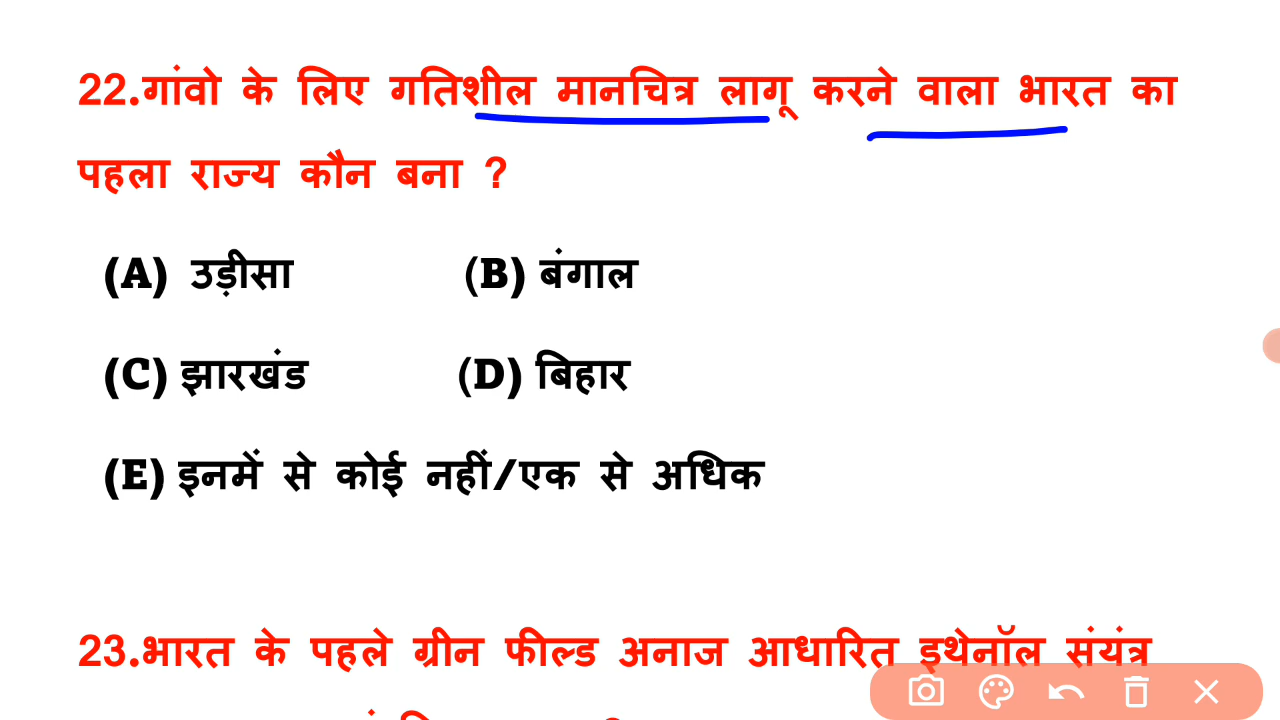 22.गांवो के लिए गतिशील मानचित्र लागू करने वाला भारत का
पहला राज्य कौन बना ?
(A) उड़ीसा (B) बंगाल
(C) झारखंड (D) बिहार
(E) इनमें से कोई नहीं/एक से अधिक
23.भारत के पहले ग्रीन फील्ड अनाज आधारित इथेनॉल संयंत्र